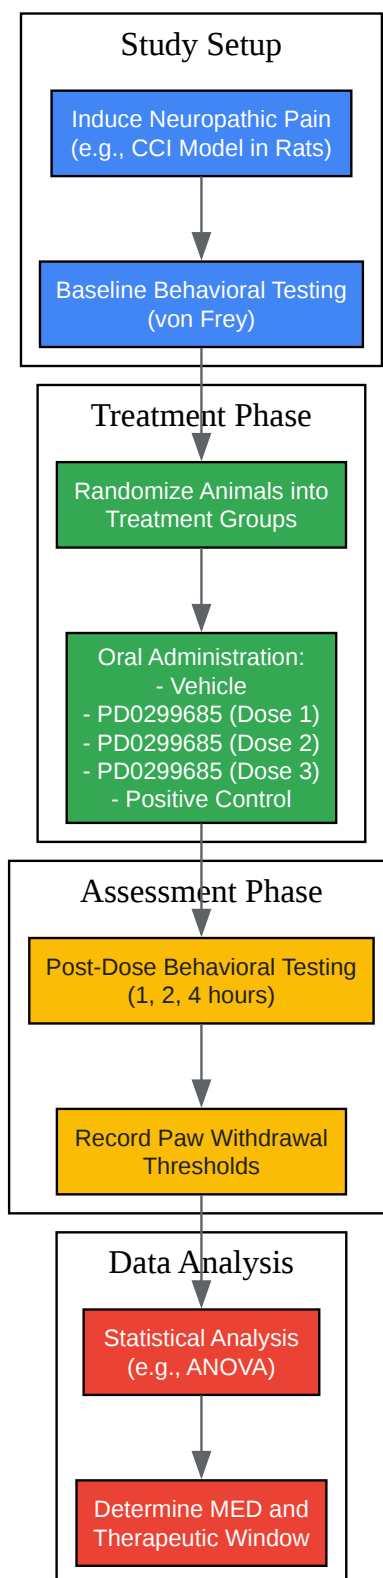 Study Setup
Induce Neuropathic Pain
(e.g., CCI Model in Rats)
Baseline Behavioral Testing
(von Frey)
Treatment Phase
Randomize Animals into
Treatment Groups
Oral Administration:
- Vehicle
- PD0299685 (Dose 1)
- PD0299685 (Dose 2)
- PD0299685 (Dose 3)
- Positive Control
Assessment Phase
Post-Dose Behavioral Testing
(1, 2, 4 hours)
Record Paw Withdrawal
Thresholds
Data Analysis
Statistical Analysis
(e.g., ANOVA)
Determine MED and
Therapeutic Window